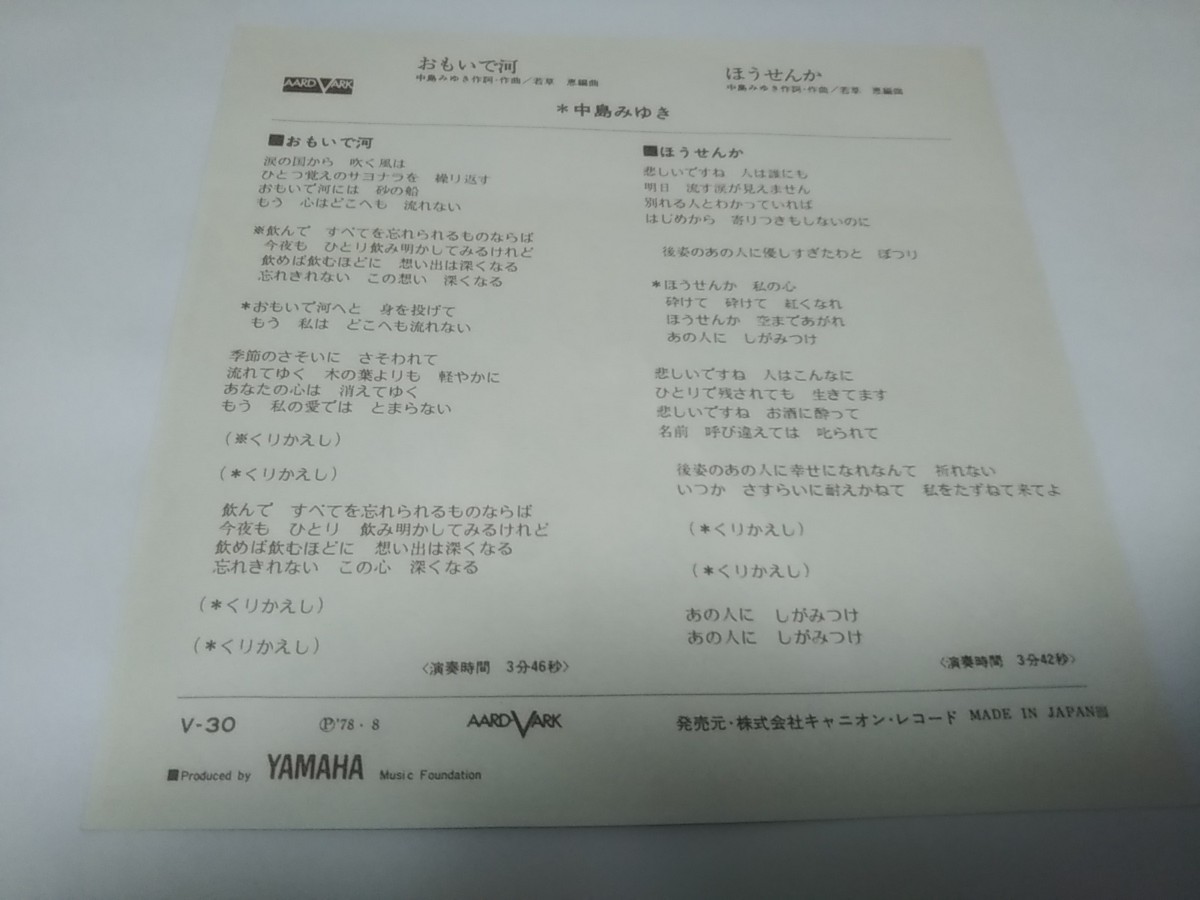 AARDVARK
おもいで河
中島みゆき作詞・作曲/若草 恵編曲
ほうせんか
中島みゆき作詞・作曲/若草 恵編曲
*中島みゆき
■おもいで河
涙の国から 吹く風は
ひとつ覚えのサヨナラを 繰り返す
おもいで河には 砂の船
もう 心はどこへも 流れない
※飲んで すべてを忘れられるものならば
今夜も ひとり飲み明かしてみるけれど
飲めば飲むほどに 想い出は深くなる
忘れきれない この想い 深くなる
*おもいで河へと 身を投げて
もう 私は どこへも流れない
季節のさそいに さそわれて
流れてゆく 木の葉よりも 軽やかに
あなたの心は 消えてゆく
もう 私の愛では とまらない
(※くりかえし)
(*くりかえし)
飲んで すべてを忘れられるものならば
今夜も ひとり 飲み明かしてみるけれど
飲めば飲むほどに 想い出は深くなる
忘れきれない この心 深くなる
(*くりかえし)
(*くりかえし)
〈演奏時間 3分46秒〉
■ほうせんか
悲しいですね 人は誰にも
明日 流す涙が見えません
別れる人とわかっていれば
はじめから 寄りつきもしないのに
後姿のあの人に優しすぎたわと ぽつり
*ほうせんか 私の心
砕けて 砕けて 紅くなれ
ほうせんか 空まであがれ
あの人に しがみつけ
悲しいですね 人はこんなに
ひとりで残されても 生きてます
悲しいですね お酒に酔って
名前 呼び違えては 叱られて
後姿のあの人に幸せになれなんて 祈れない
いつか さすらいに耐えかねて 私をたずねて来てよ
(*くりかえし)
(*くりかえし)
あの人に しがみつけ
あの人に しがみつけ
〈演奏時間 3分42秒〉
V-30 Ⓟ'78・8 AARDVARK 発売元・株式会社キャニオン・レコード MADE IN JAPAN
■Produced by YAMAHA Music Foundation